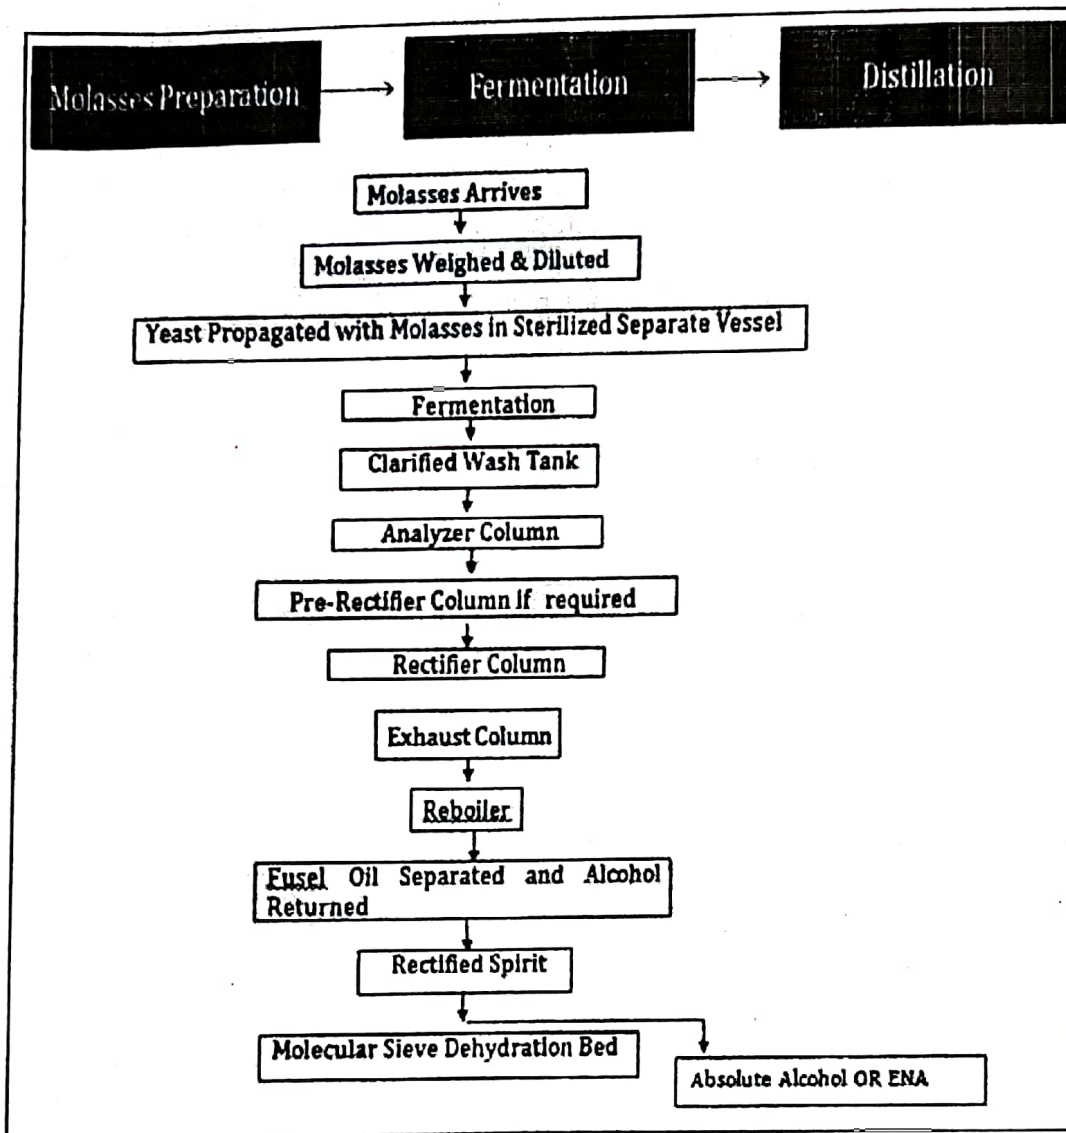 Molasses Preparation
Fermentation
Distillation
Molasses Arrives
Molasses Weighed & Diluted
Yeast Propagated with Molasses in Sterilized Separate Vessel
Fermentation
Clarified Wash Tank
Analyzer Column
Pre-Rectifier Column if required
Rectifier Column
Exhaust Column
Reboiler
Fusel Oil Separated and Alcohol
Returned
Rectified Spirit
Molecular Sieve Dehydration Bed
Absolute Alcohol OR ENA